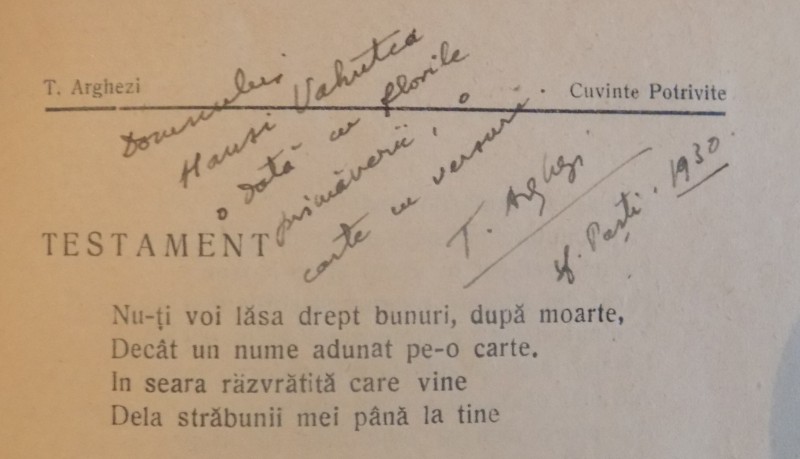 T. Arghezi
Cuvinte Potrivite
Domnului
Hansi
o dată cu florile
primăverii, o
carte cu versuri.
T. Arghezi
Sf. Paști. 1930.
TESTAMENT
Nu-ți voi lăsa drept bunuri, după moarte,
Decât un nume adunat pe-o carte.
In seara răzvrătită care vine
Dela străbunii mei până la tine